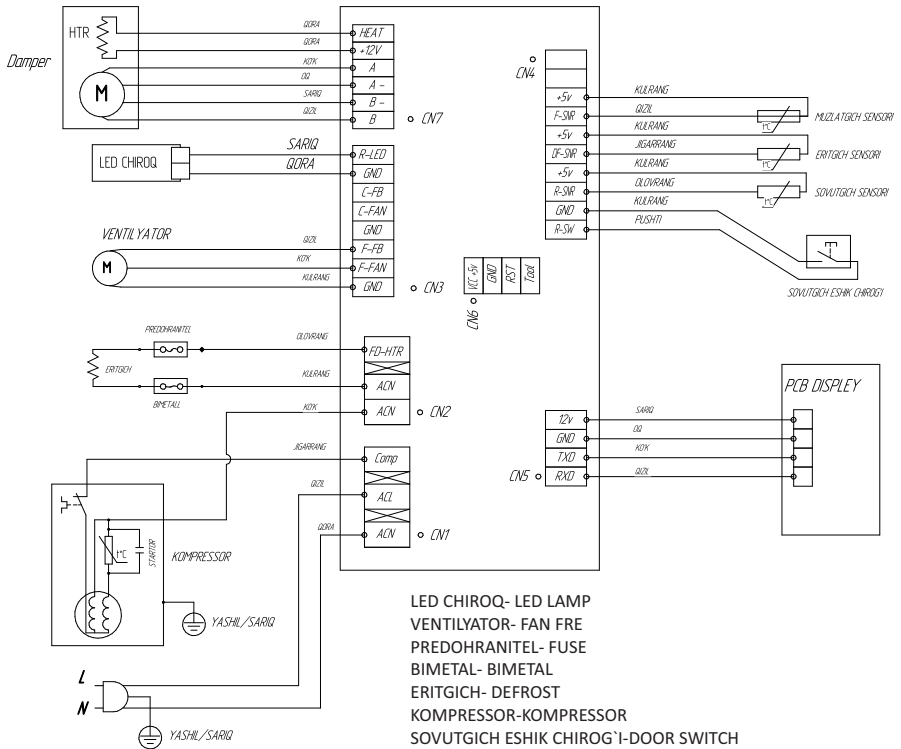 HTR
Damper
M
QORA
QORA
KO'K
OQ
SARIQ
QIZIL
HEAT
+12V
A
A -
B -
B
CN7
LED CHIROQ
SARIQ
QORA
R-LED
GND
C-FB
C-FAN
GND
F-FB
F-FAN
GND
CN3
VENTILYATOR
M
QIZIL
KO'K
KULRANG
CN4
+5v
F-SNR
+5v
DF-SNR
+5v
R-SNR
GND
R-SW
KULRANG
QIZIL
KULRANG
JIGARRANG
KULRANG
OLOVRANG
KULRANG
PUSHTI
t°C
MUZLATGICH SENSORI
t°C
ERITGICH SENSORI
t°C
SOVUTGICH SENSORI
SOVUTGICH ESHIK CHIROG'I
VCC +5v
GND
RST
Tool
CN6
PREDOHRANITEL
ERITGICH
BIMETALL
OLOVRANG
KULRANG
KO'K
FD-HTR
ACN
ACN
CN2
JIGARRANG
QIZIL
QORA
Comp
ACL
ACN
CN1
12v
GND
TXD
RXD
CN5
SARIQ
OQ
KO'K
QIZIL
PCB DISPLEY
t°C
STARTOR
KOMPRESSOR
YASHIL/SARIQ
L
N
YASHIL/SARIQ
LED CHIROQ- LED LAMP
VENTILYATOR- FAN FRE
PREDOHRANITEL- FUSE
BIMETAL- BIMETAL
ERITGICH- DEFROST
KOMPRESSOR-KOMPRESSOR
SOVUTGICH ESHIK CHIROG`I-DOOR SWITCH